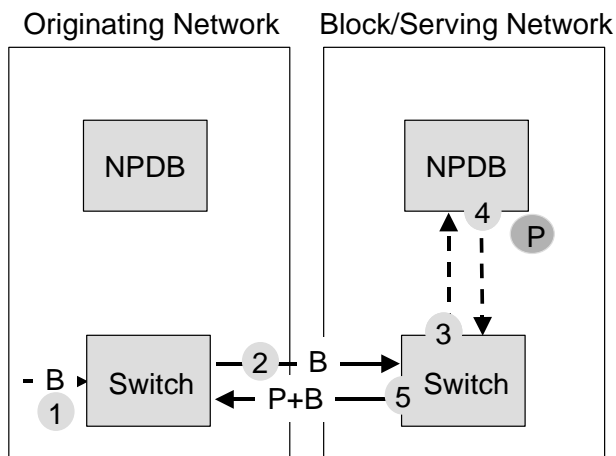 Originating Network
Block/Serving Network
NPDB
NPDB
4
P
3
B
Switch
2
B
Switch
1
P+B
5